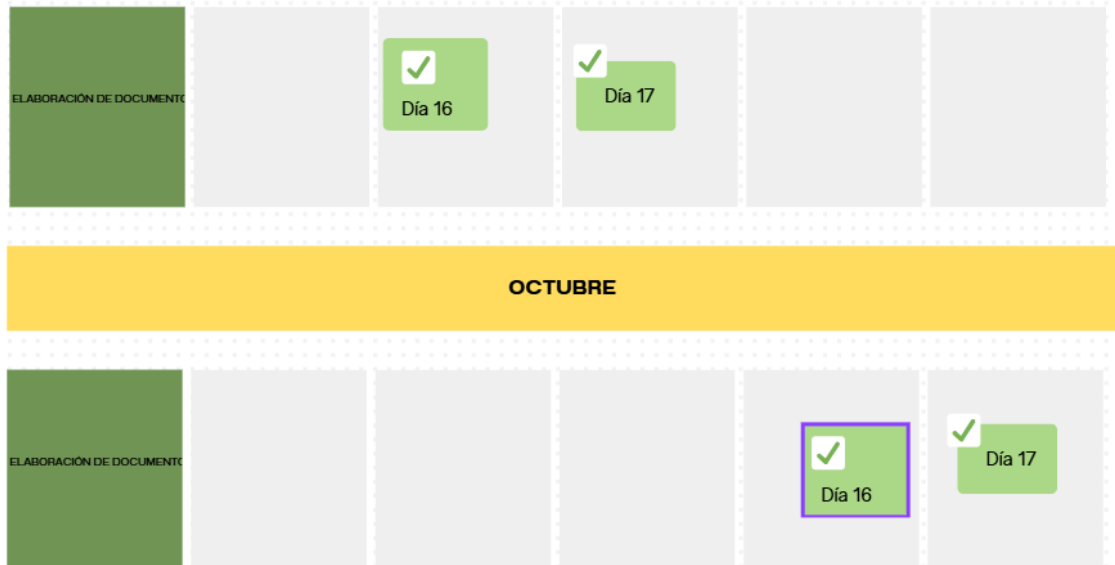 ELABORACIÓN DE DOCUMENTO
Día 16
Día 17
OCTUBRE
ELABORACIÓN DE DOCUMENTO
Día 16
Día 17